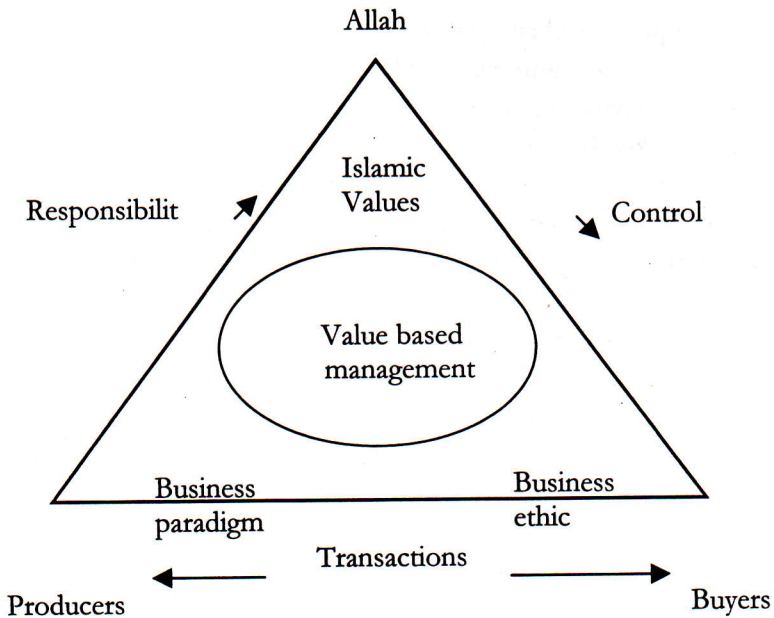 Allah
Islamic
Values
Responsibilit
Control
Value based
management
Business
paradigm
Business
ethic
Transactions
Producers
Buyers